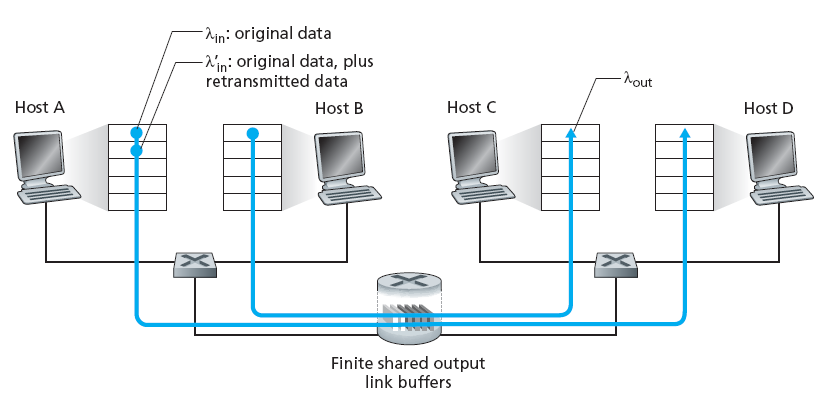 λin: original data
λ′in: original data, plus
retransmitted data
λout
Host A
Host B
Host C
Host D
Finite shared output
link buffers